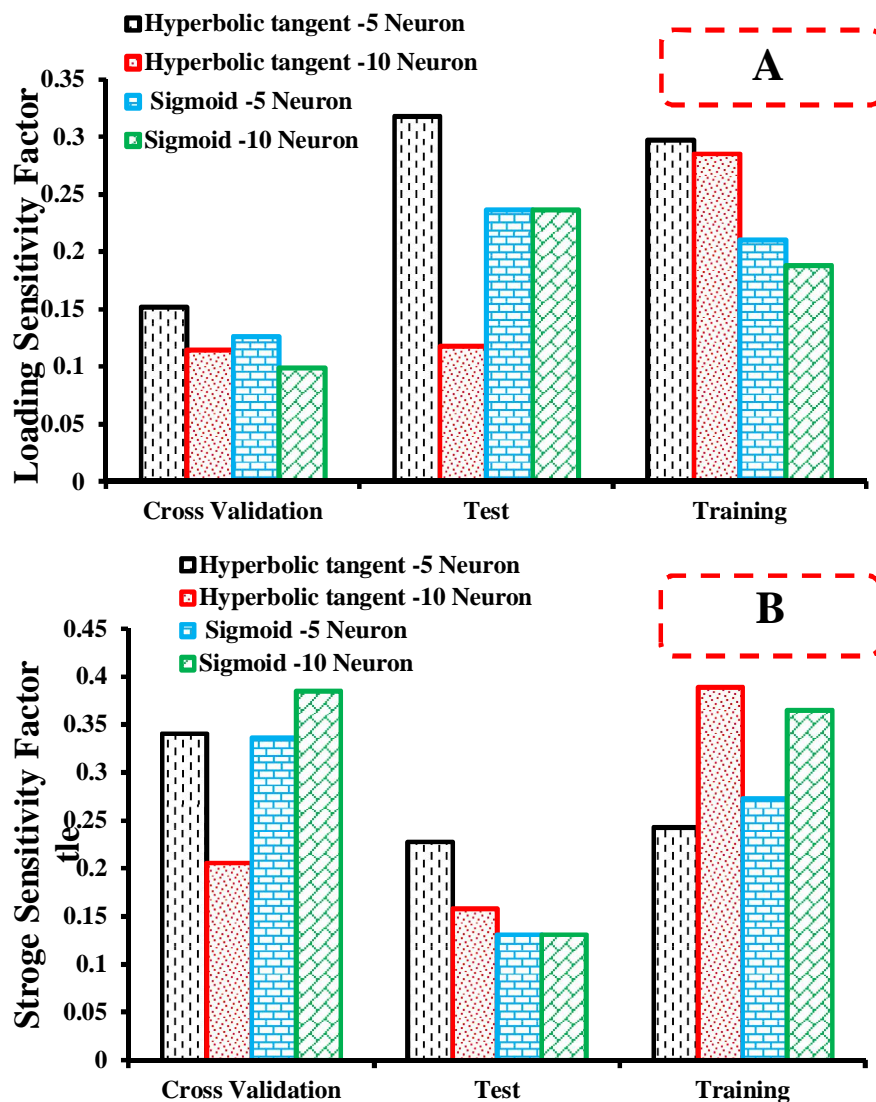 Hyperbolic tangent -5 Neuron
Hyperbolic tangent -10 Neuron
Sigmoid -5 Neuron
Sigmoid -10 Neuron
A
Loading Sensitivity Factor
0.35
0.3
0.25
0.2
0.15
0.1
0.05
0
Cross Validation
Test
Training
Hyperbolic tangent -5 Neuron
Hyperbolic tangent -10 Neuron
Sigmoid -5 Neuron
Sigmoid -10 Neuron
B
Stroge Sensitivity Factor
tle
0.45
0.4
0.35
0.3
0.25
0.2
0.15
0.1
0.05
0
Cross Validation
Test
Training